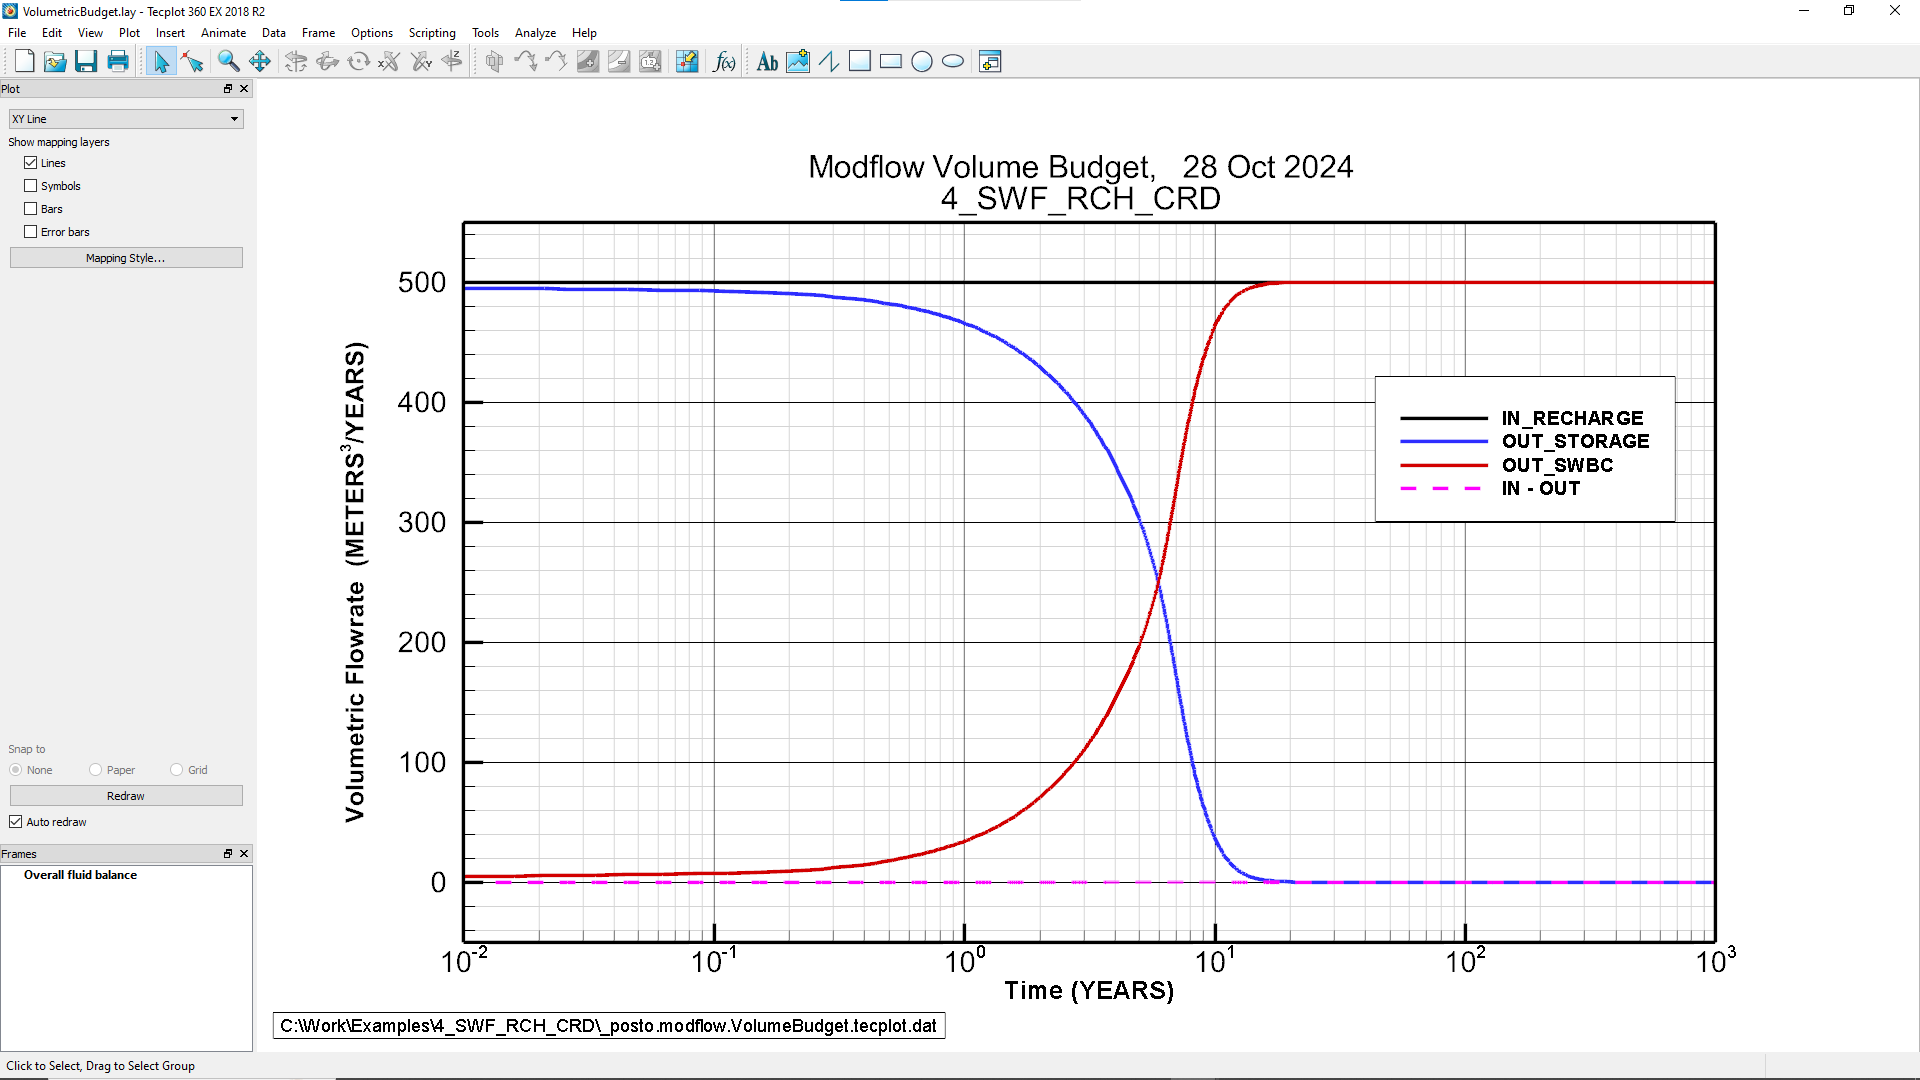 VolumetricBudget.lay - Tecplot 360 EX 2018 R2
File Edit View Plot Insert Animate Data Frame Options Scripting Tools Analyze Help
Plot
XY Line
Show mapping layers
Lines
Symbols
Bars
Error bars
Mapping Style...
Snap to
None Paper Grid
Redraw
Auto redraw
Frames
Overall fluid balance
Modflow Volume Budget, 28 Oct 2024
4_SWF_RCH_CRD
Volumetric Flowrate (METERS³/YEARS)
500
400
300
200
100
0
IN_RECHARGE
OUT_STORAGE
OUT_SWBC
IN - OUT
10⁻² 10⁻¹ 10⁰ 10¹ 10² 10³
Time (YEARS)
C:\Work\Examples\4_SWF_RCH_CRD\_posto.modflow.VolumeBudget.tecplot.dat
Click to Select, Drag to Select Group